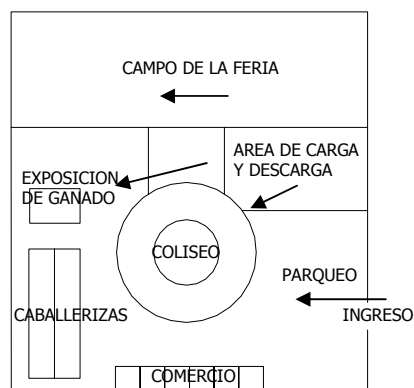 CAMPO DE LA FERIA
AREA DE CARGA
Y DESCARGA
EXPOSICION
DE GANADO
COLISEO
PARQUEO
CABALLERIZAS
INGRESO
COMERCIO